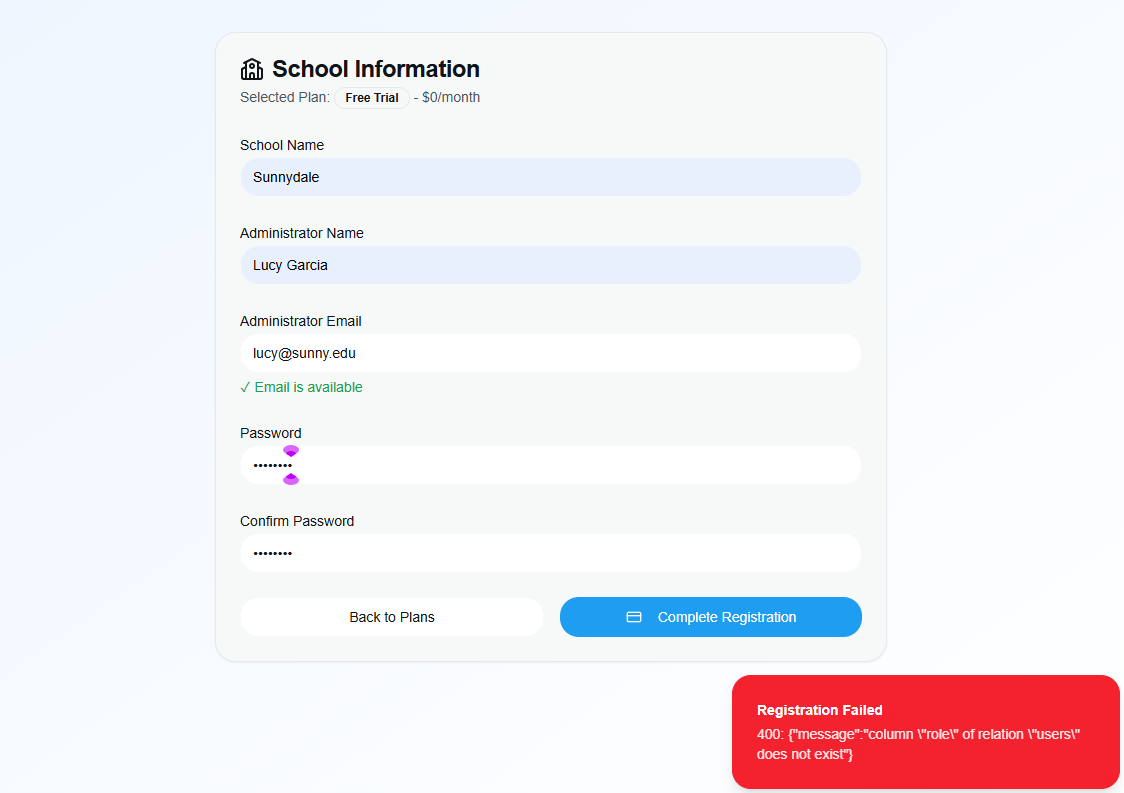 School Information
Selected Plan: Free Trial - $0/month
School Name
Sunnydale
Administrator Name
Lucy Garcia
Administrator Email
lucy@sunny.edu
✓ Email is available
Password
••••••••
Confirm Password
••••••••
Back to Plans
Complete Registration
Registration Failed
400: {"message":"column \"role\" of relation \"users\"
does not exist"}